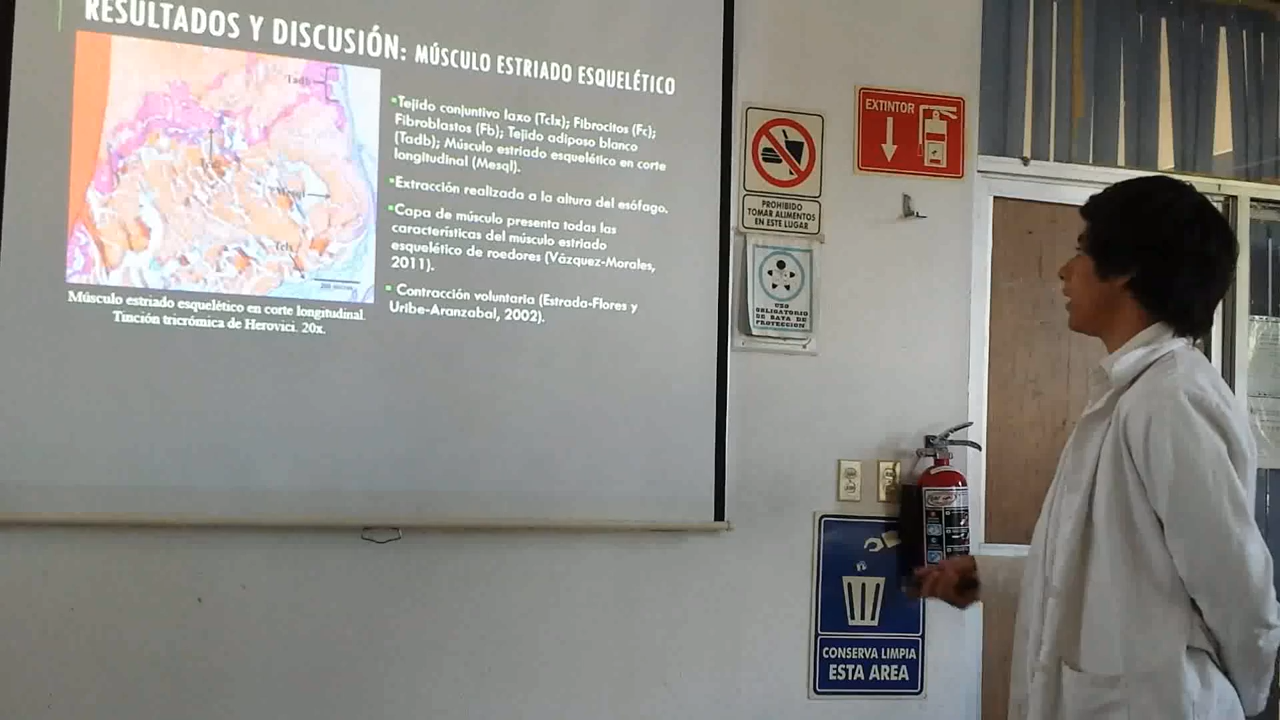 RESULTADOS Y DISCUSIÓN: MÚSCULO ESTRIADO ESQUELÉTICO
Tadb
Mesql
Tclx
200 micras
Músculo estriado esquelético en corte longitudinal.
Tinción tricrómica de Herovici. 20x.
▪Tejido conjuntivo laxo (Tclx); Fibrocitos (Fc);
Fibroblastos (Fb); Tejido adiposo blanco
(Tadb); Músculo estriado esquelético en corte
longitudinal (Mesql).
▪Extracción realizada a la altura del esófago.
▪Capa de músculo presenta todas las
características del músculo estriado
esquelético de roedores (Vázquez-Morales,
2011).
▪ Contracción voluntaria (Estrada-Flores y
Uribe-Aranzabal, 2002).
PROHIBIDO
TOMAR ALIMENTOS
EN ESTE LUGAR
USO
OBLIGATORIO
DE BATA DE
PROTECCION
EXTINTOR
CONSERVA LIMPIA
ESTA AREA